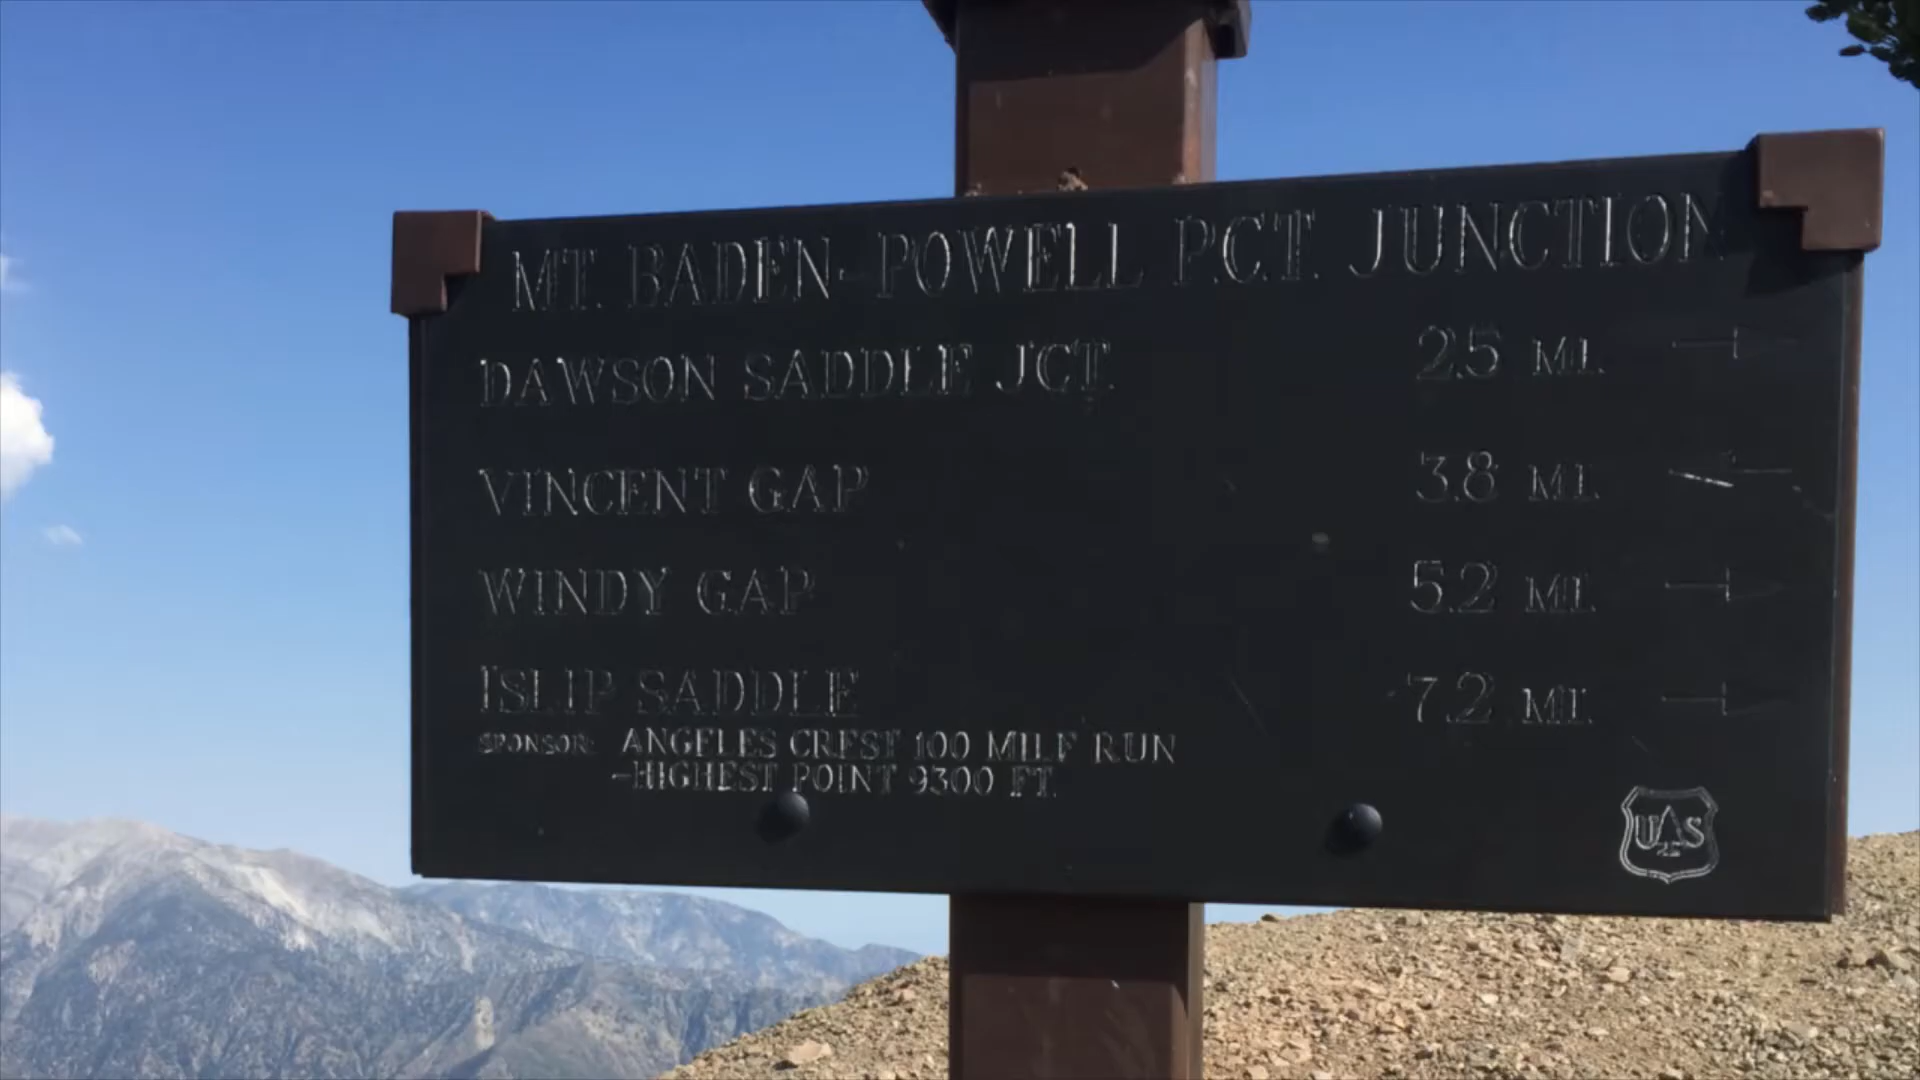 MT. BADEN-POWELL P.C.T. JUNCTION
DAWSON SADDLE JCT. 2.5 MI.
VINCENT GAP 3.8 MI.
WINDY GAP 5.2 MI.
ISLIP SADDLE 7.2 MI.
SPONSOR: ANGELES CREST 100 MILE RUN
-HIGHEST POINT 9300 FT.
U S